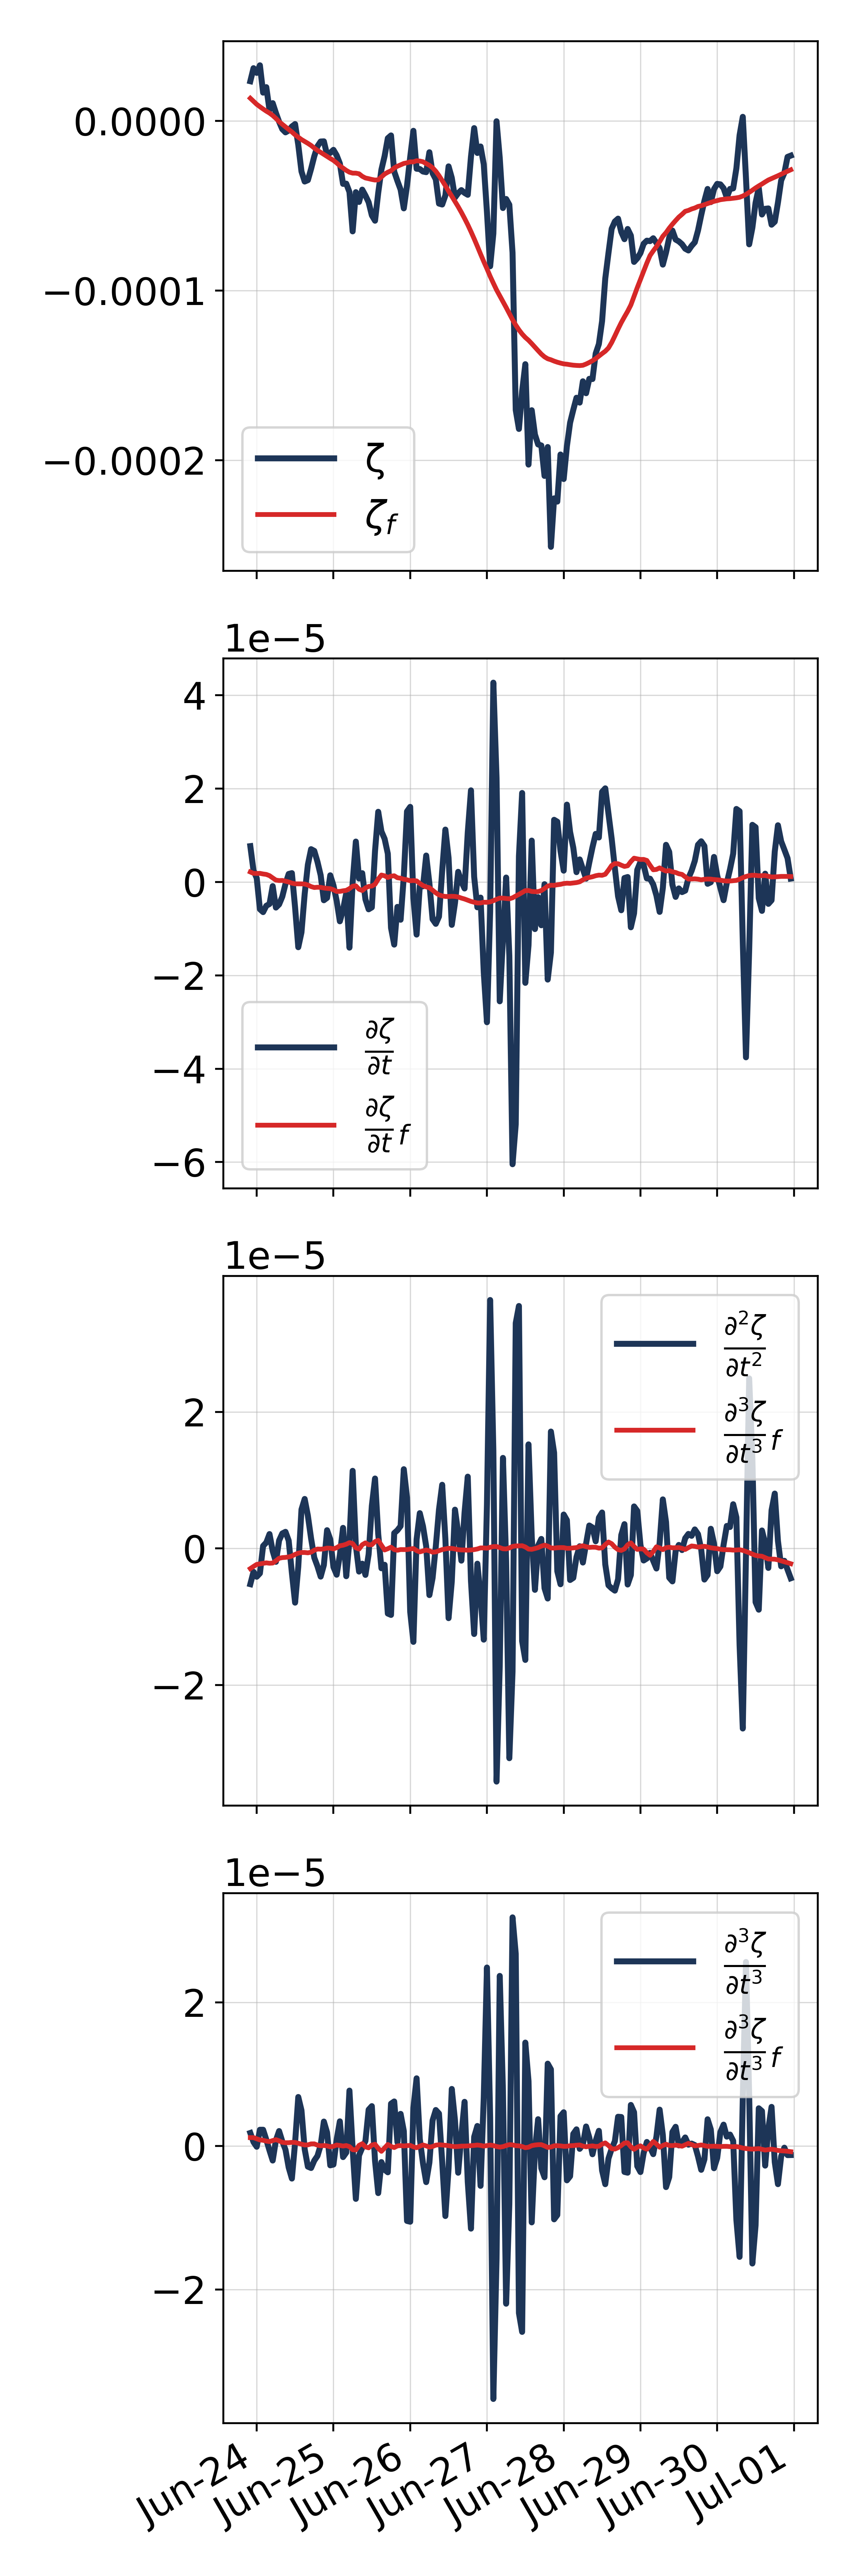 0.0000
−0.0001
−0.0002
ζ
ζ_f
1e−5
4
2
0
−2
−4
−6
∂ζ/∂t
∂ζ/∂t f
1e−5
2
0
−2
∂²ζ/∂t²
∂³ζ/∂t³ f
1e−5
2
0
−2
∂³ζ/∂t³
∂³ζ/∂t³ f
Jun-24 Jun-25 Jun-26 Jun-27 Jun-28 Jun-29 Jun-30 Jul-01